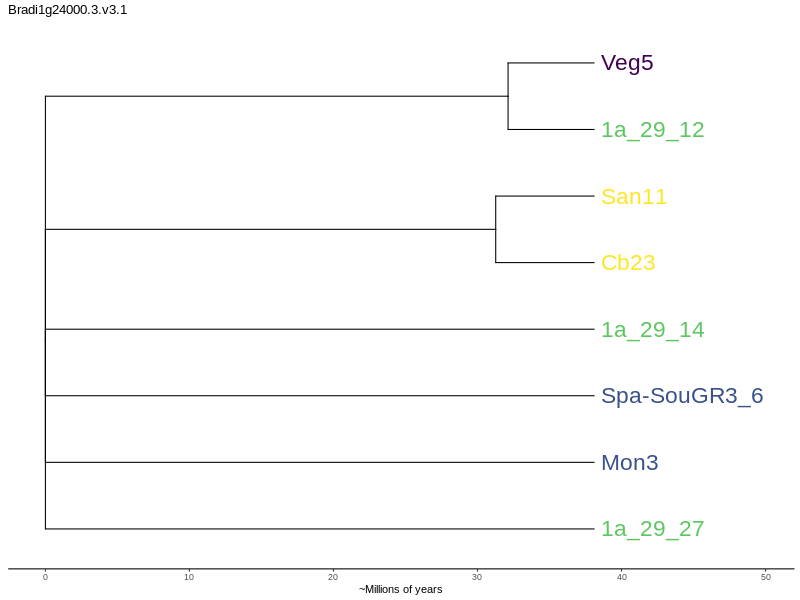 Bradi1g24000.3.v3.1
Veg5
1a_29_12
San11
Cb23
1a_29_14
Spa-SouGR3_6
Mon3
1a_29_27
0 10 20 30 40 50
~Millions of years